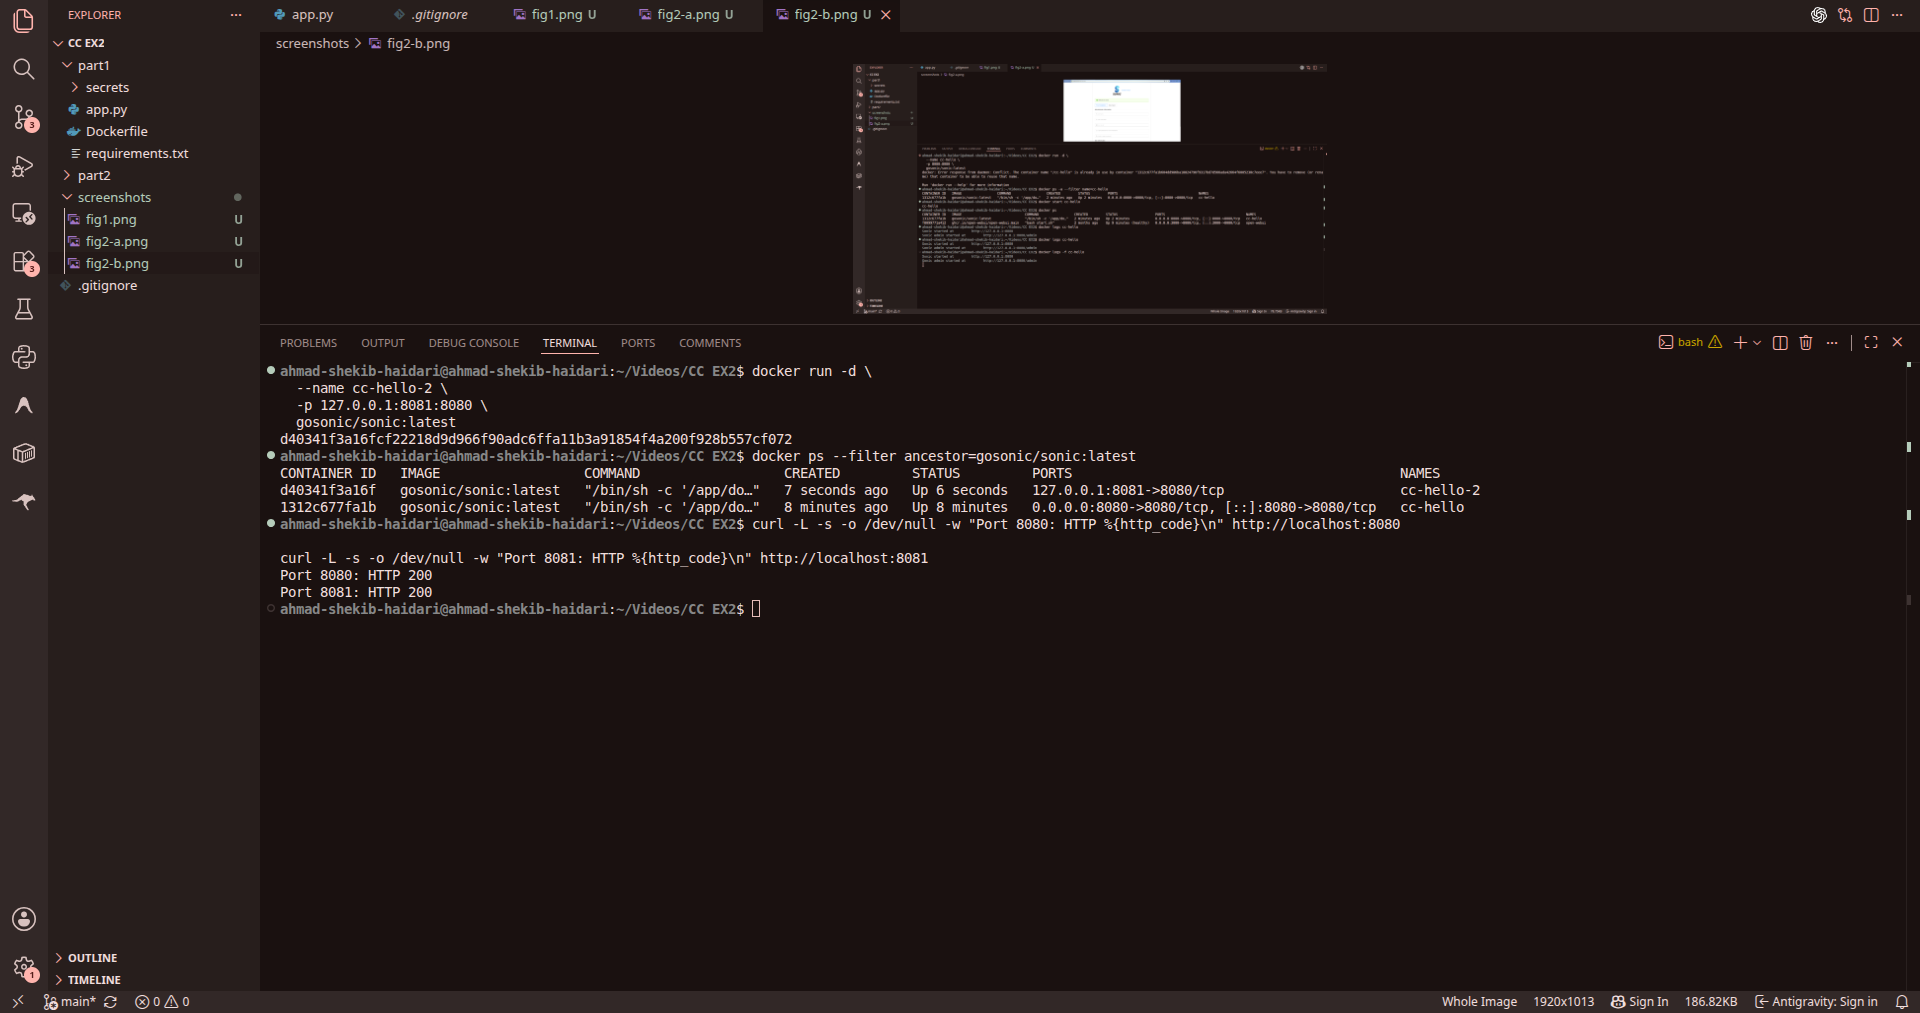 EXPLORER
CC EX2
part1
secrets
app.py
Dockerfile
requirements.txt
part2
screenshots
fig1.png U
fig2-a.png U
fig2-b.png U
.gitignore
OUTLINE
TIMELINE
3
3
1
app.py
.gitignore
fig1.png U
fig2-a.png U
fig2-b.png U
screenshots > fig2-b.png
PROBLEMS OUTPUT DEBUG CONSOLE TERMINAL PORTS COMMENTS
bash
ahmad-shekib-haidari@ahmad-shekib-haidari:~/Videos/CC EX2$ docker run -d \
--name cc-hello-2 \
-p 127.0.0.1:8081:8080 \
gosonic/sonic:latest
d40341f3a16fcf22218d9d966f90adc6ffa11b3a91854f4a200f928b557cf072
ahmad-shekib-haidari@ahmad-shekib-haidari:~/Videos/CC EX2$ docker ps --filter ancestor=gosonic/sonic:latest
CONTAINER ID IMAGE COMMAND CREATED STATUS PORTS NAMES
d40341f3a16f gosonic/sonic:latest "/bin/sh -c '/app/do…" 7 seconds ago Up 6 seconds 127.0.0.1:8081->8080/tcp cc-hello-2
1312c677fa1b gosonic/sonic:latest "/bin/sh -c '/app/do…" 8 minutes ago Up 8 minutes 0.0.0.0:8080->8080/tcp, [::]:8080->8080/tcp cc-hello
ahmad-shekib-haidari@ahmad-shekib-haidari:~/Videos/CC EX2$ curl -L -s -o /dev/null -w "Port 8080: HTTP %{http_code}\n" http://localhost:8080
curl -L -s -o /dev/null -w "Port 8081: HTTP %{http_code}\n" http://localhost:8081
Port 8080: HTTP 200
Port 8081: HTTP 200
ahmad-shekib-haidari@ahmad-shekib-haidari:~/Videos/CC EX2$
main* 0 0 Whole Image 1920x1013 Sign In 186.82KB Antigravity: Sign in